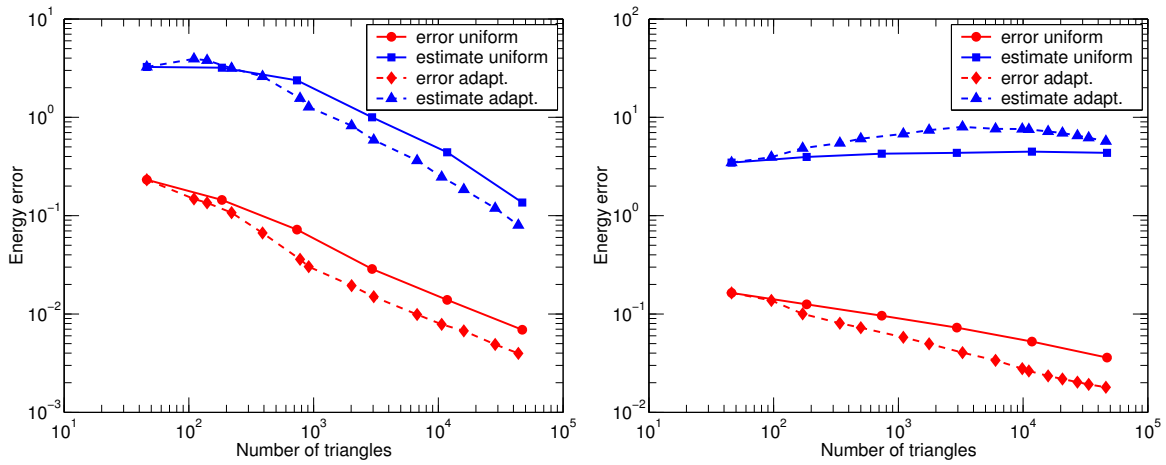 10^1
10^0
10^-1
10^-2
10^-3
Energy error
error uniform
estimate uniform
error adapt.
estimate adapt.
10^1
10^2
10^3
10^4
10^5
Number of triangles
10^2
10^1
10^0
10^-1
10^-2
Energy error
error uniform
estimate uniform
error adapt.
estimate adapt.
10^1
10^2
10^3
10^4
10^5
Number of triangles